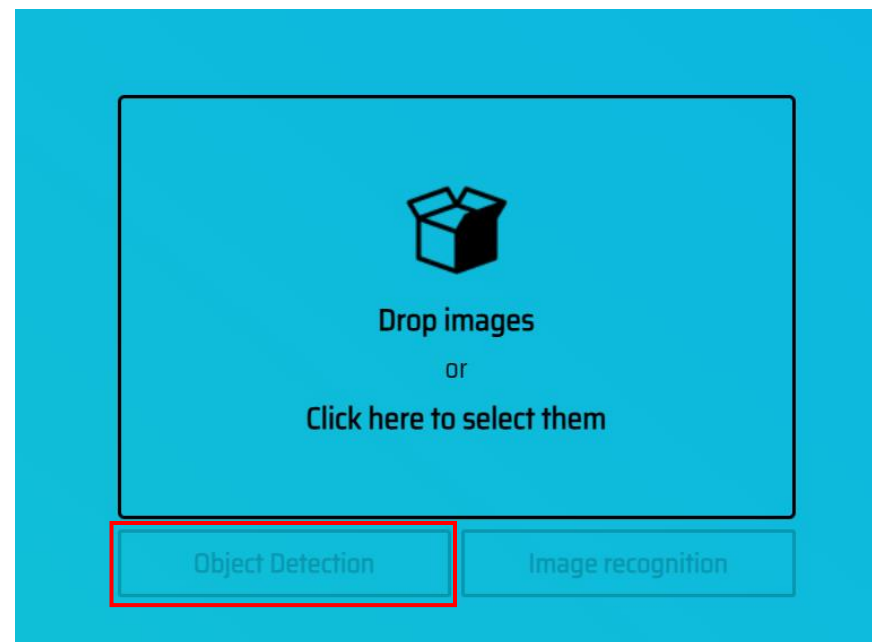 Drop images
or
Click here to select them
Object Detection
Image recognition